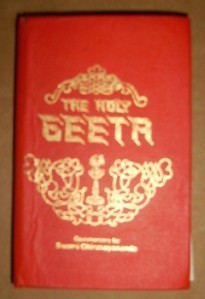 THE HOLY
GEETA
Commentary by
Swami Chinmayananda